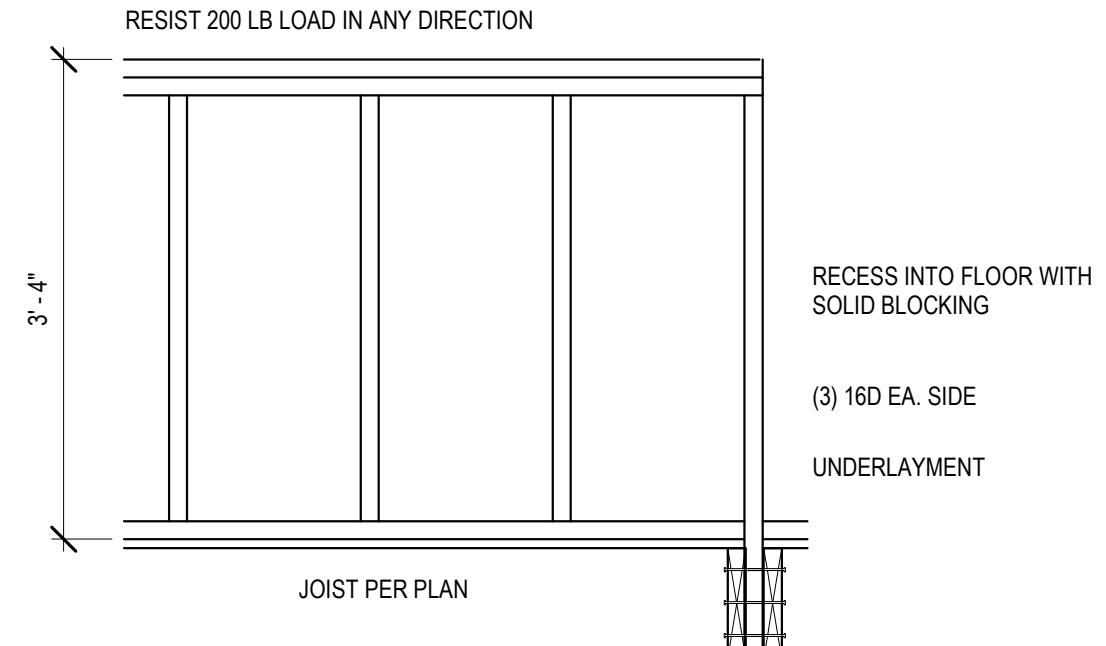 RESIST 200 LB LOAD IN ANY DIRECTION
3' - 4"
RECESS INTO FLOOR WITH
SOLID BLOCKING
(3) 16D EA. SIDE
UNDERLAYMENT
JOIST PER PLAN